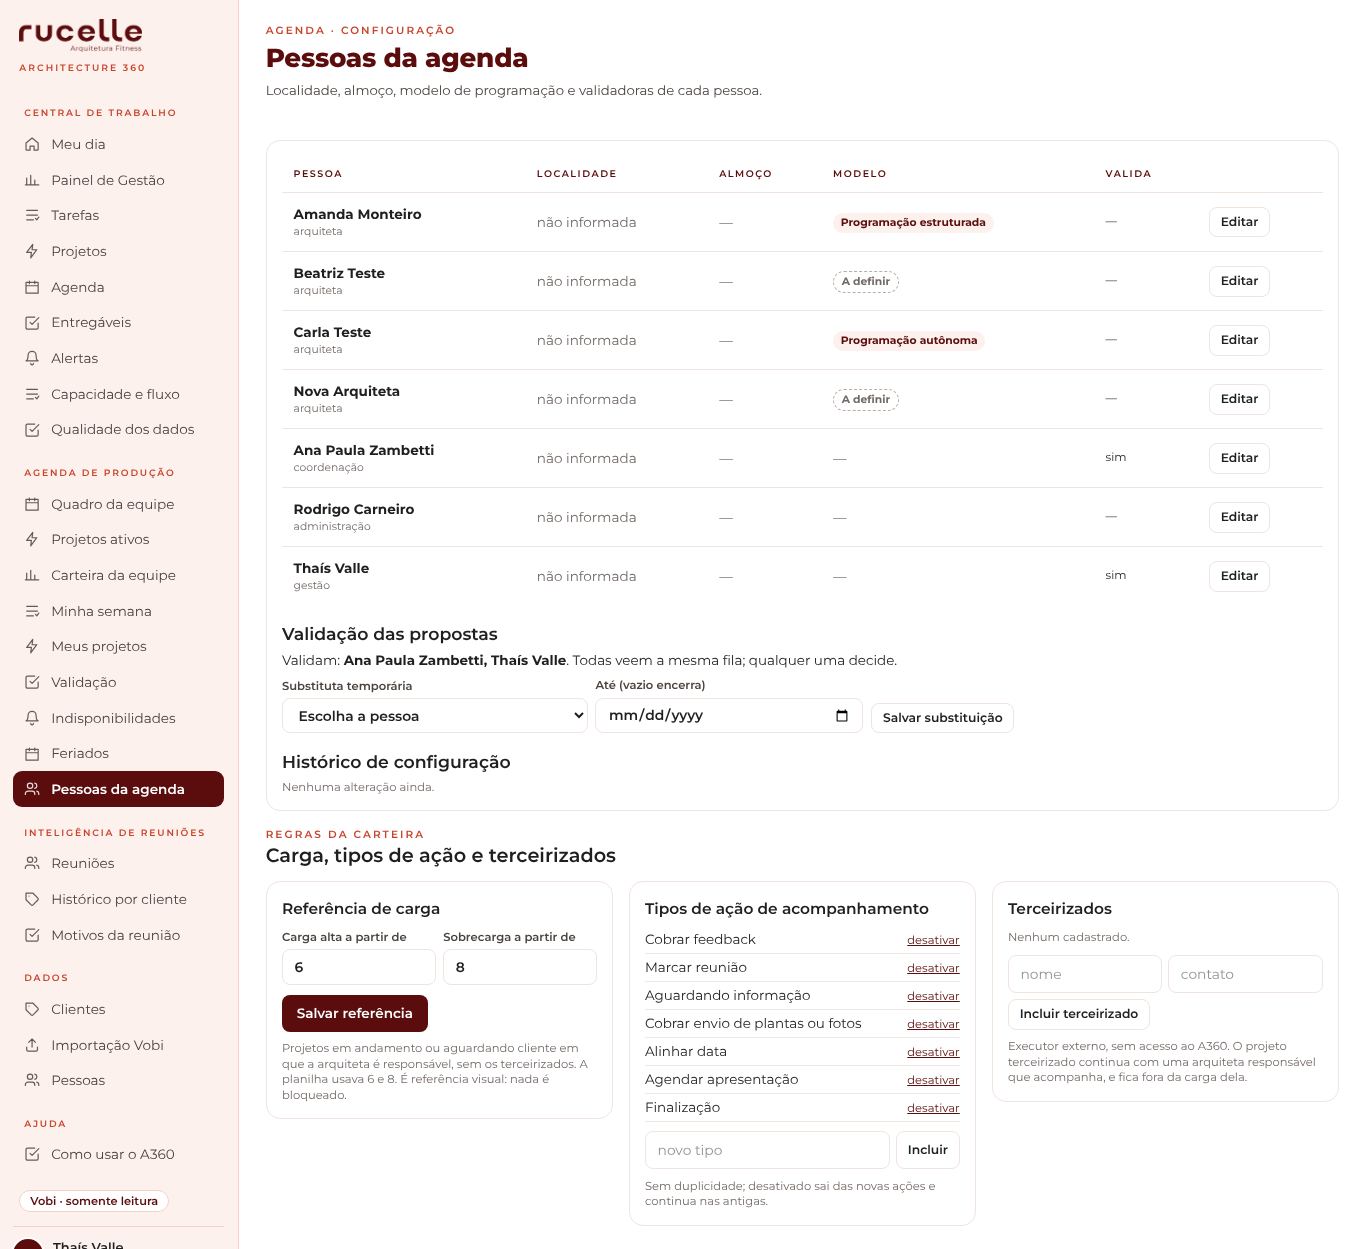 rucelle
Arquitetura Fitness
ARCHITECTURE 360
CENTRAL DE TRABALHO
Meu dia
Painel de Gestão
Tarefas
Projetos
Agenda
Entregáveis
Alertas
Capacidade e fluxo
Qualidade dos dados
AGENDA DE PRODUÇÃO
Quadro da equipe
Projetos ativos
Carteira da equipe
Minha semana
Meus projetos
Validação
Indisponibilidades
Feriados
Pessoas da agenda
INTELIGÊNCIA DE REUNIÕES
Reuniões
Histórico por cliente
Motivos da reunião
DADOS
Clientes
Importação Vobi
Pessoas
AJUDA
Como usar o A360
Vobi · somente leitura
Thaís Valle
AGENDA · CONFIGURAÇÃO
Pessoas da agenda
Localidade, almoço, modelo de programação e validadoras de cada pessoa.
PESSOA LOCALIDADE ALMOÇO MODELO VALIDA
Amanda Monteiro
arquiteta
não informada — Programação estruturada — Editar
Beatriz Teste
arquiteta
não informada — A definir — Editar
Carla Teste
arquiteta
não informada — Programação autônoma — Editar
Nova Arquiteta
arquiteta
não informada — A definir — Editar
Ana Paula Zambetti
coordenação
não informada — — sim Editar
Rodrigo Carneiro
administração
não informada — — — Editar
Thaís Valle
gestão
não informada — — sim Editar
Validação das propostas
Validam: Ana Paula Zambetti, Thaís Valle. Todas veem a mesma fila; qualquer uma decide.
Substituta temporária Até (vazio encerra)
Escolha a pessoa mm/dd/yyyy Salvar substituição
Histórico de configuração
Nenhuma alteração ainda.
REGRAS DA CARTEIRA
Carga, tipos de ação e terceirizados
Referência de carga
Carga alta a partir de Sobrecarga a partir de
6 8
Salvar referência
Projetos em andamento ou aguardando cliente em
que a arquiteta é responsável, sem os terceirizados. A
planilha usava 6 e 8. É referência visual: nada é
bloqueado.
Tipos de ação de acompanhamento
Cobrar feedback desativar
Marcar reunião desativar
Aguardando informação desativar
Cobrar envio de plantas ou fotos desativar
Alinhar data desativar
Agendar apresentação desativar
Finalização desativar
novo tipo Incluir
Sem duplicidade; desativado sai das novas ações e
continua nas antigas.
Terceirizados
Nenhum cadastrado.
nome contato
Incluir terceirizado
Executor externo, sem acesso ao A360. O projeto
terceirizado continua com uma arquiteta responsável
que acompanha, e fica fora da carga dela.